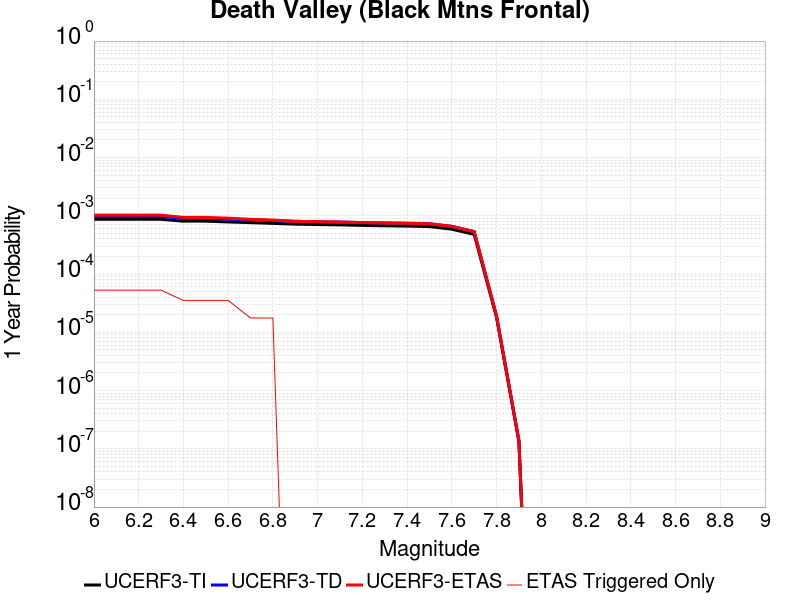 Death Valley (Black Mtns Frontal)
10^0
10^-1
10^-2
10^-3
10^-4
10^-5
10^-6
10^-7
10^-8
1 Year Probability
6 6.2 6.4 6.6 6.8 7 7.2 7.4 7.6 7.8 8 8.2 8.4 8.6 8.8 9
Magnitude
UCERF3-TI UCERF3-TD UCERF3-ETAS ETAS Triggered Only